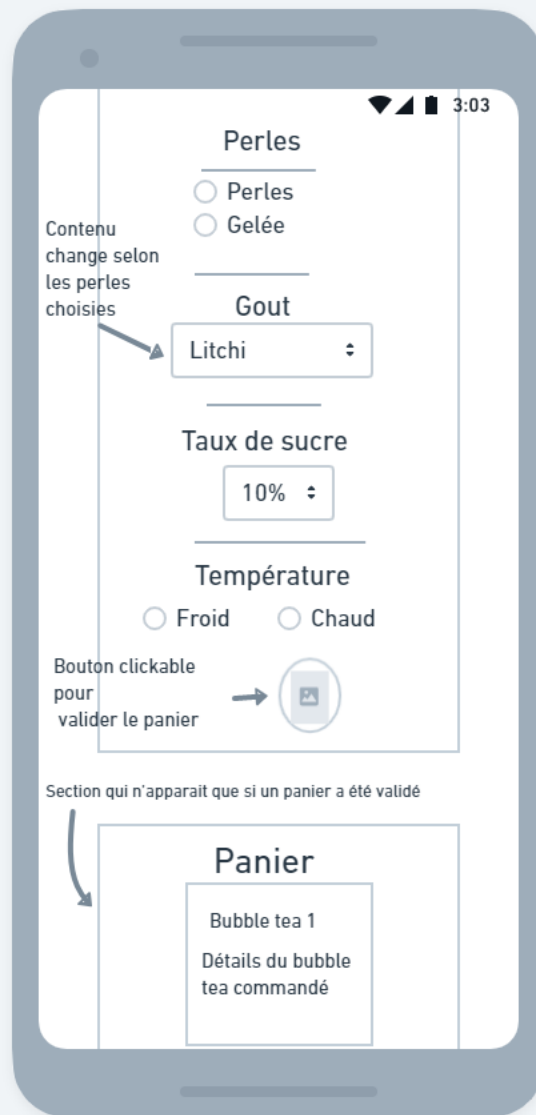 3:03
Perles
Perles
Gelée
Contenu
change selon
les perles
choisies
Gout
Litchi
Taux de sucre
10%
Température
Froid
Chaud
Bouton clickable
pour
valider le panier
Section qui n'apparait que si un panier a été validé
Panier
Bubble tea 1
Détails du bubble
tea commandé